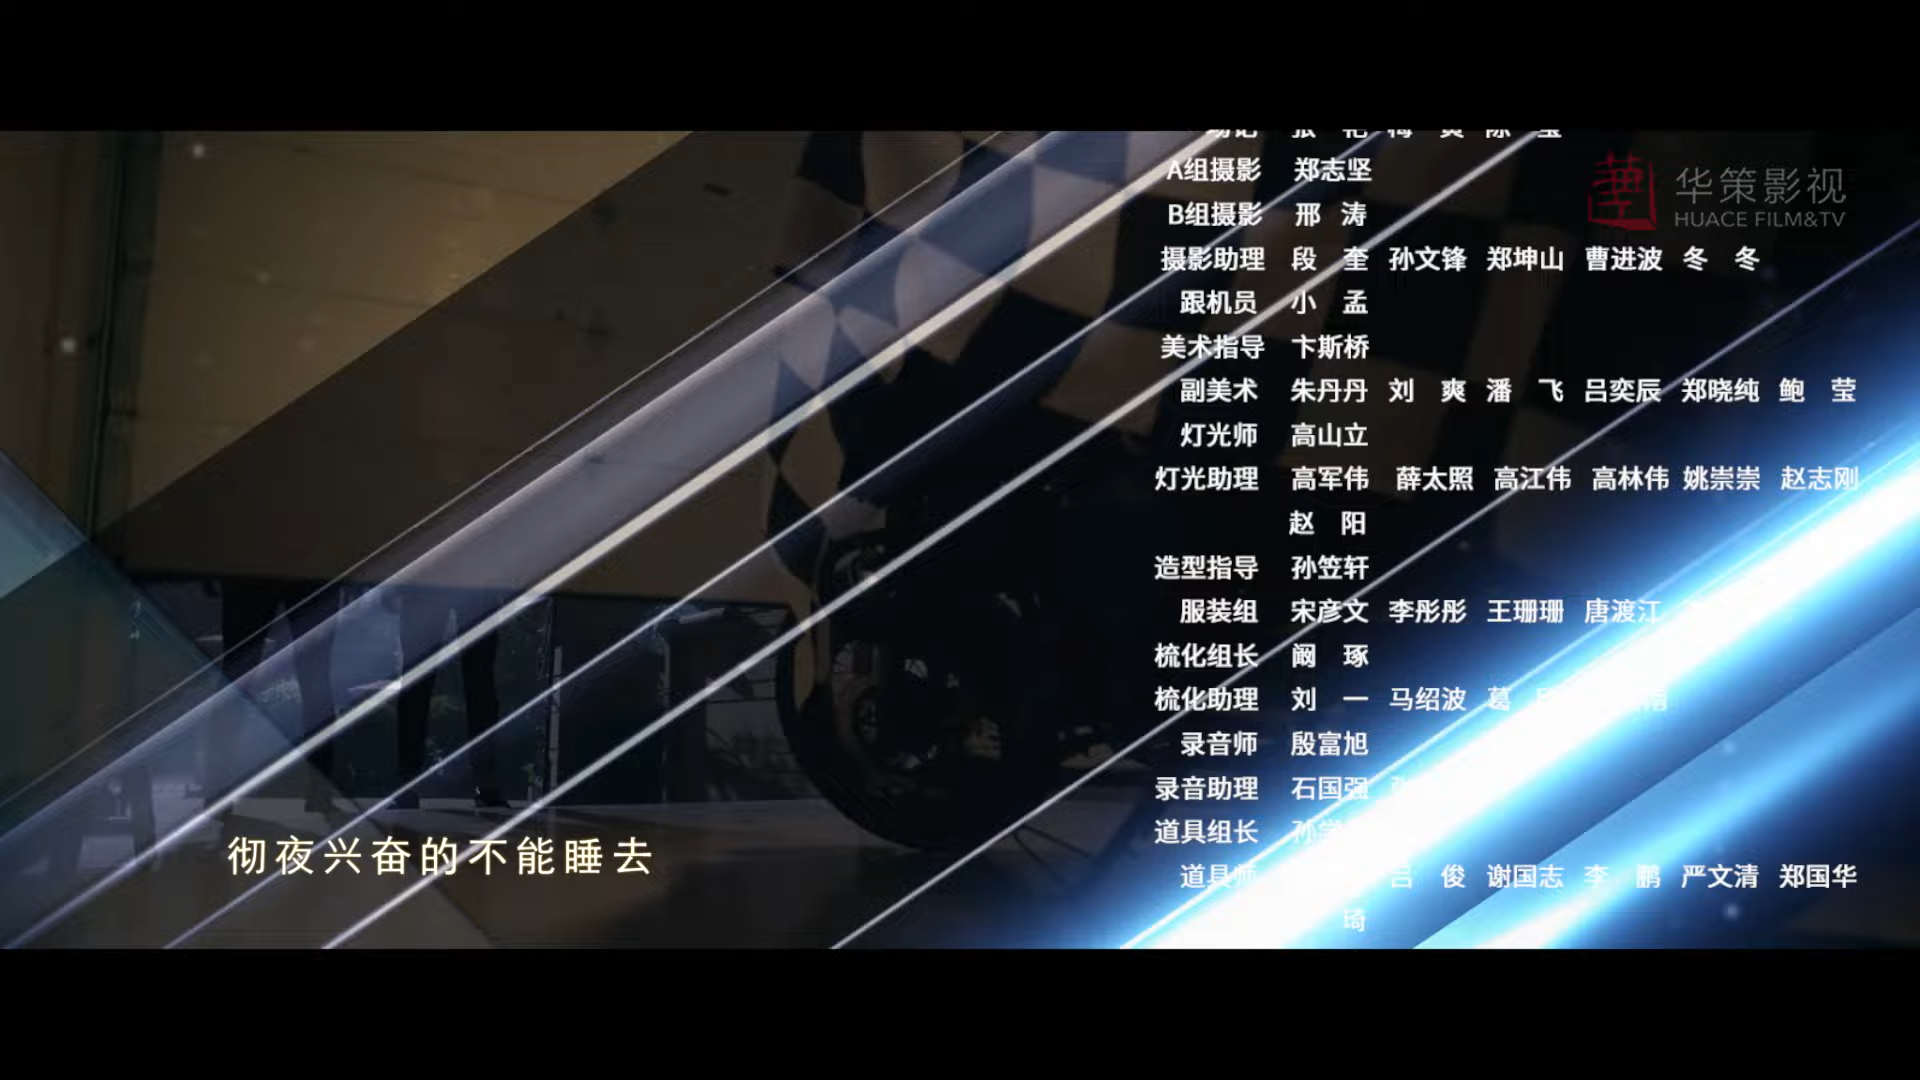 A组摄影 郑志坚
华策影视
HUACE FILM&TV
B组摄影 邢 涛
摄影助理 段 奎 孙文锋 郑坤山 曹进波 冬 冬
跟机员 小 孟
美术指导 卞斯桥
副美术 朱丹丹 刘 爽 潘 飞 吕奕辰 郑晓纯 鲍 莹
灯光师 高山立
灯光助理 高军伟 薛太照 高江伟 高林伟 姚崇崇 赵志刚
赵 阳
造型指导 孙笠轩
服装组 宋彦文 李彤彤 王珊珊 唐渡江
梳化组长 阚 琢
梳化助理 刘 一 马绍波 葛
录音师 殷富旭
录音助理 石国强
道具组长 孙
道具师 吕 俊 谢国志 李 鹏 严文清 郑国华
琦
彻夜兴奋的不能睡去